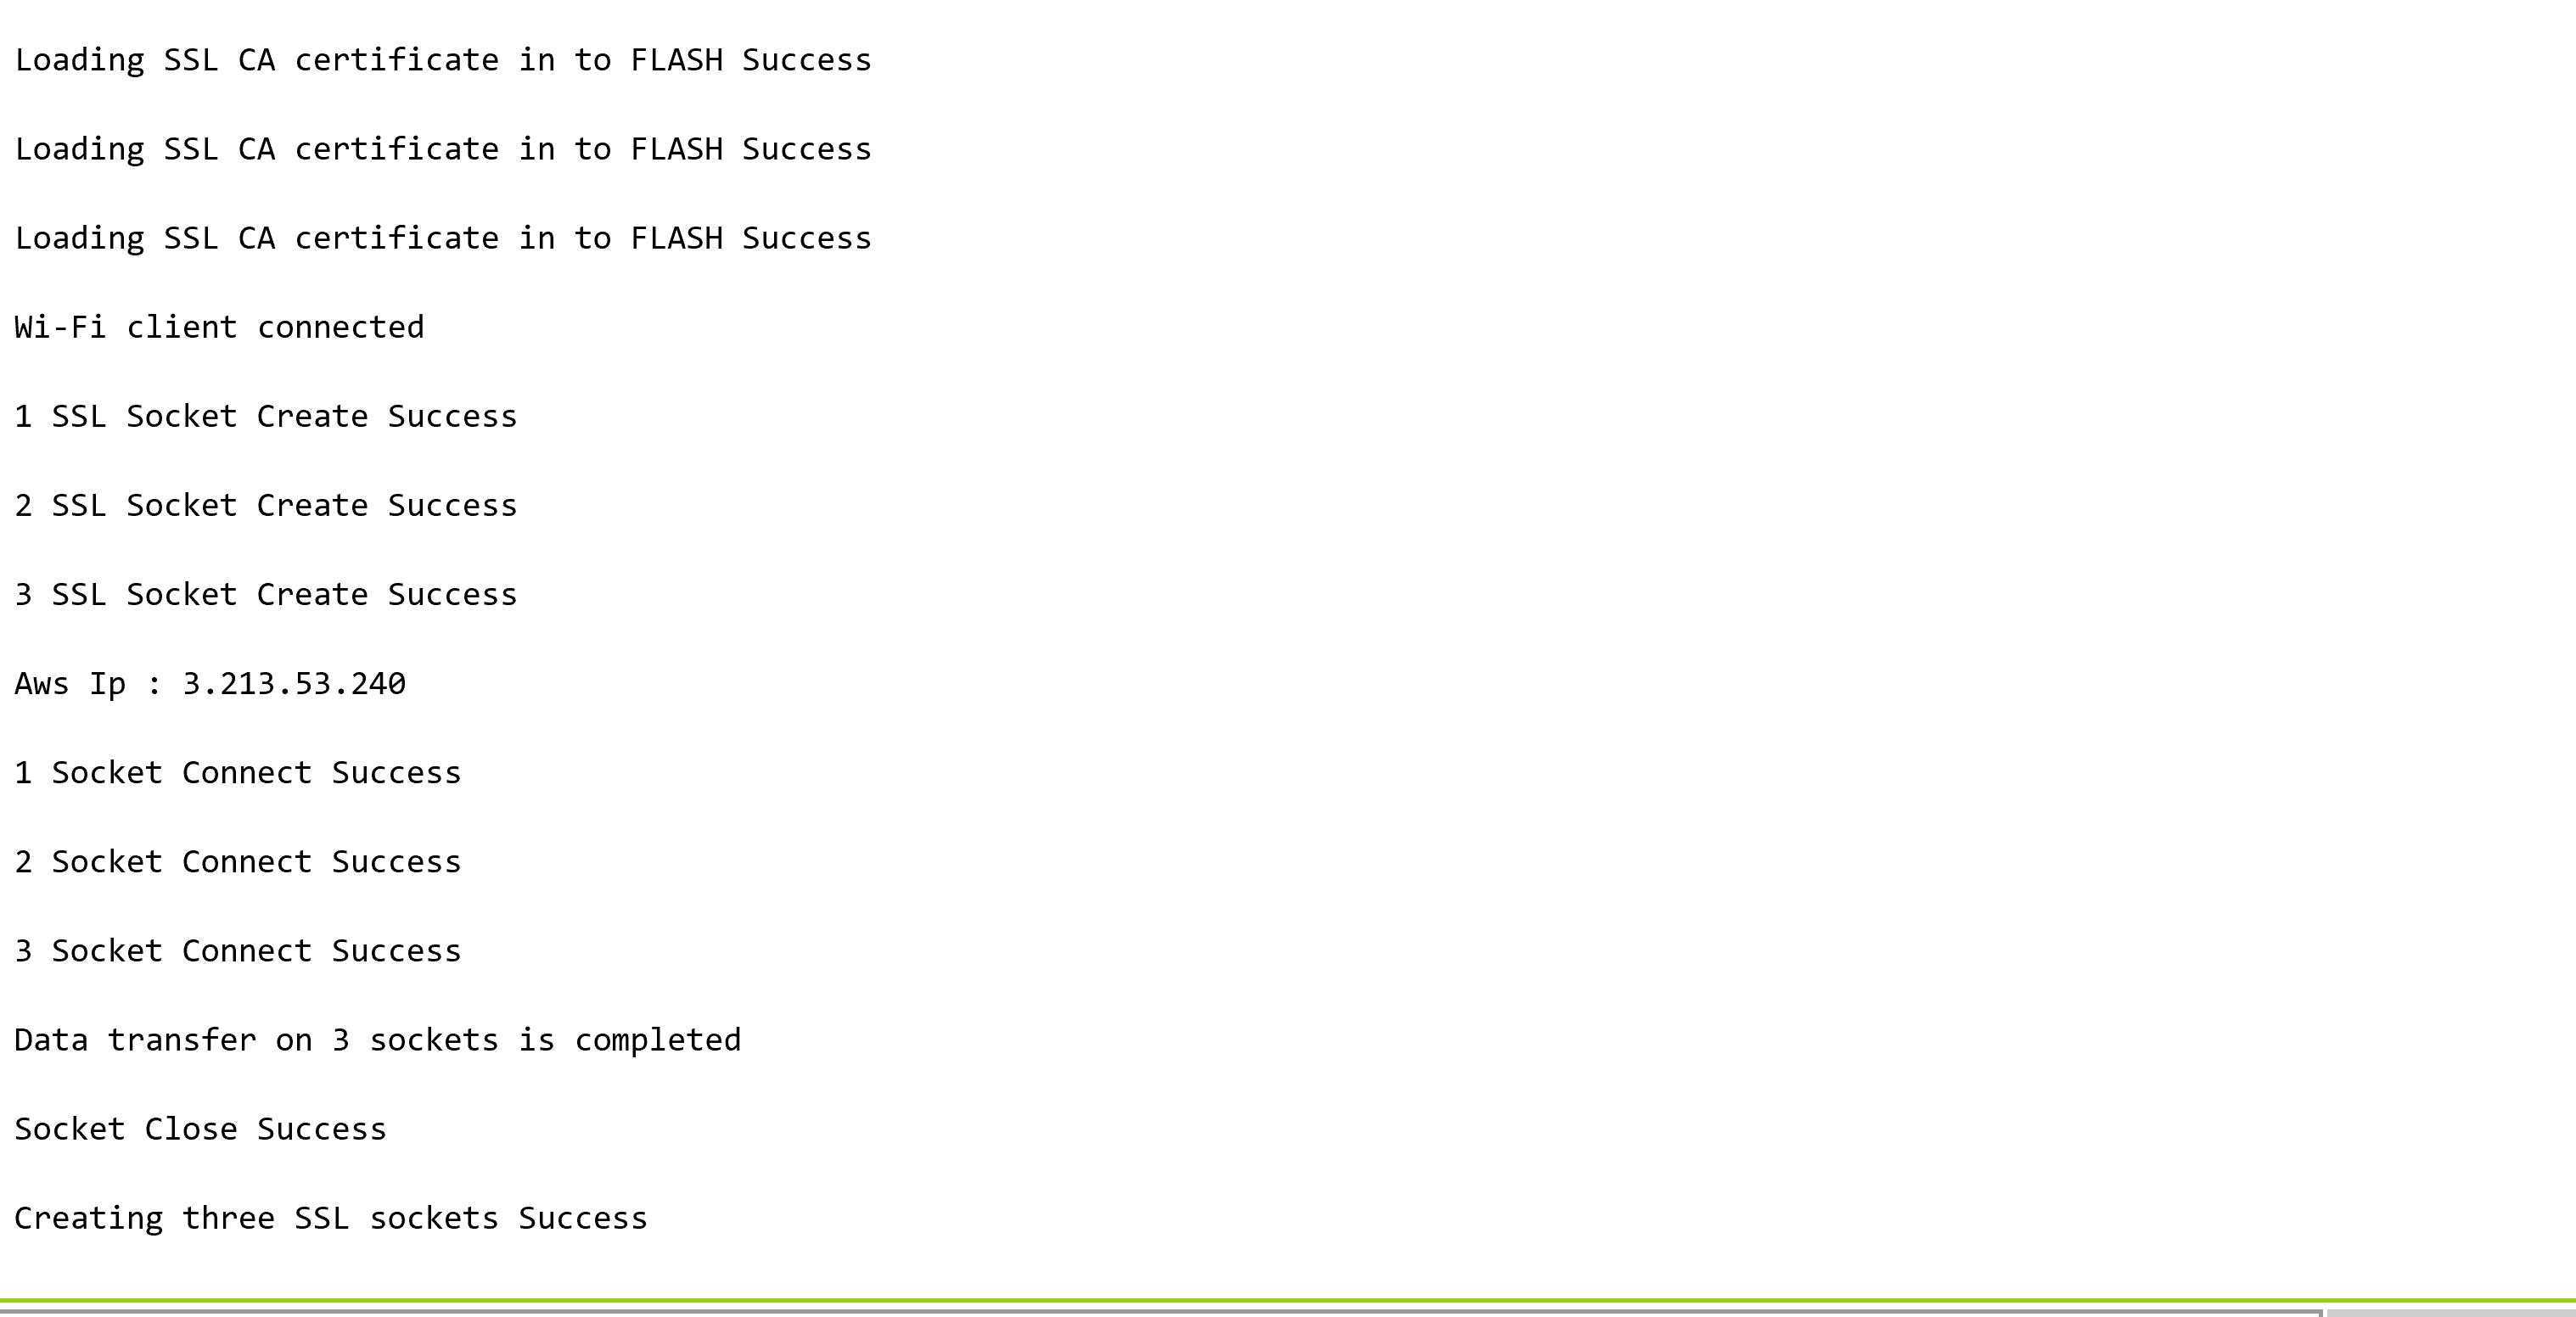 Loading SSL CA certificate in to FLASH Success
Loading SSL CA certificate in to FLASH Success
Loading SSL CA certificate in to FLASH Success
Wi-Fi client connected
1 SSL Socket Create Success
2 SSL Socket Create Success
3 SSL Socket Create Success
Aws Ip : 3.213.53.240
1 Socket Connect Success
2 Socket Connect Success
3 Socket Connect Success
Data transfer on 3 sockets is completed
Socket Close Success
Creating three SSL sockets Success